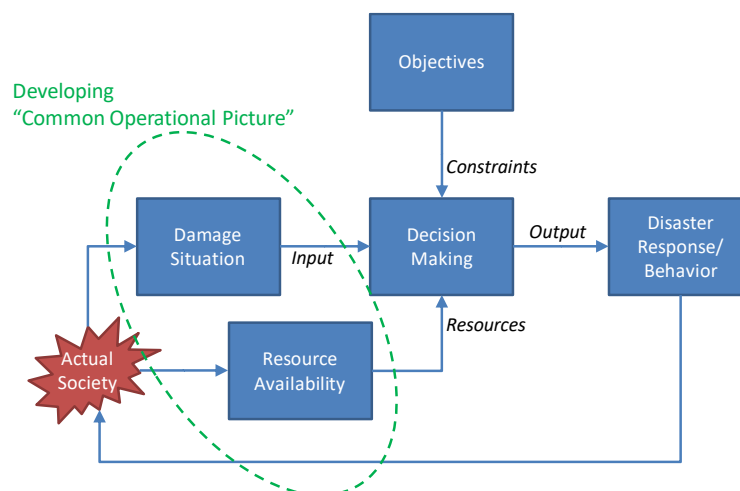 Objectives
Developing
“Common Operational Picture”
Constraints
Damage
Situation
Input
Decision
Making
Output
Disaster
Response/
Behavior
Resources
Actual
Society
Resource
Availability